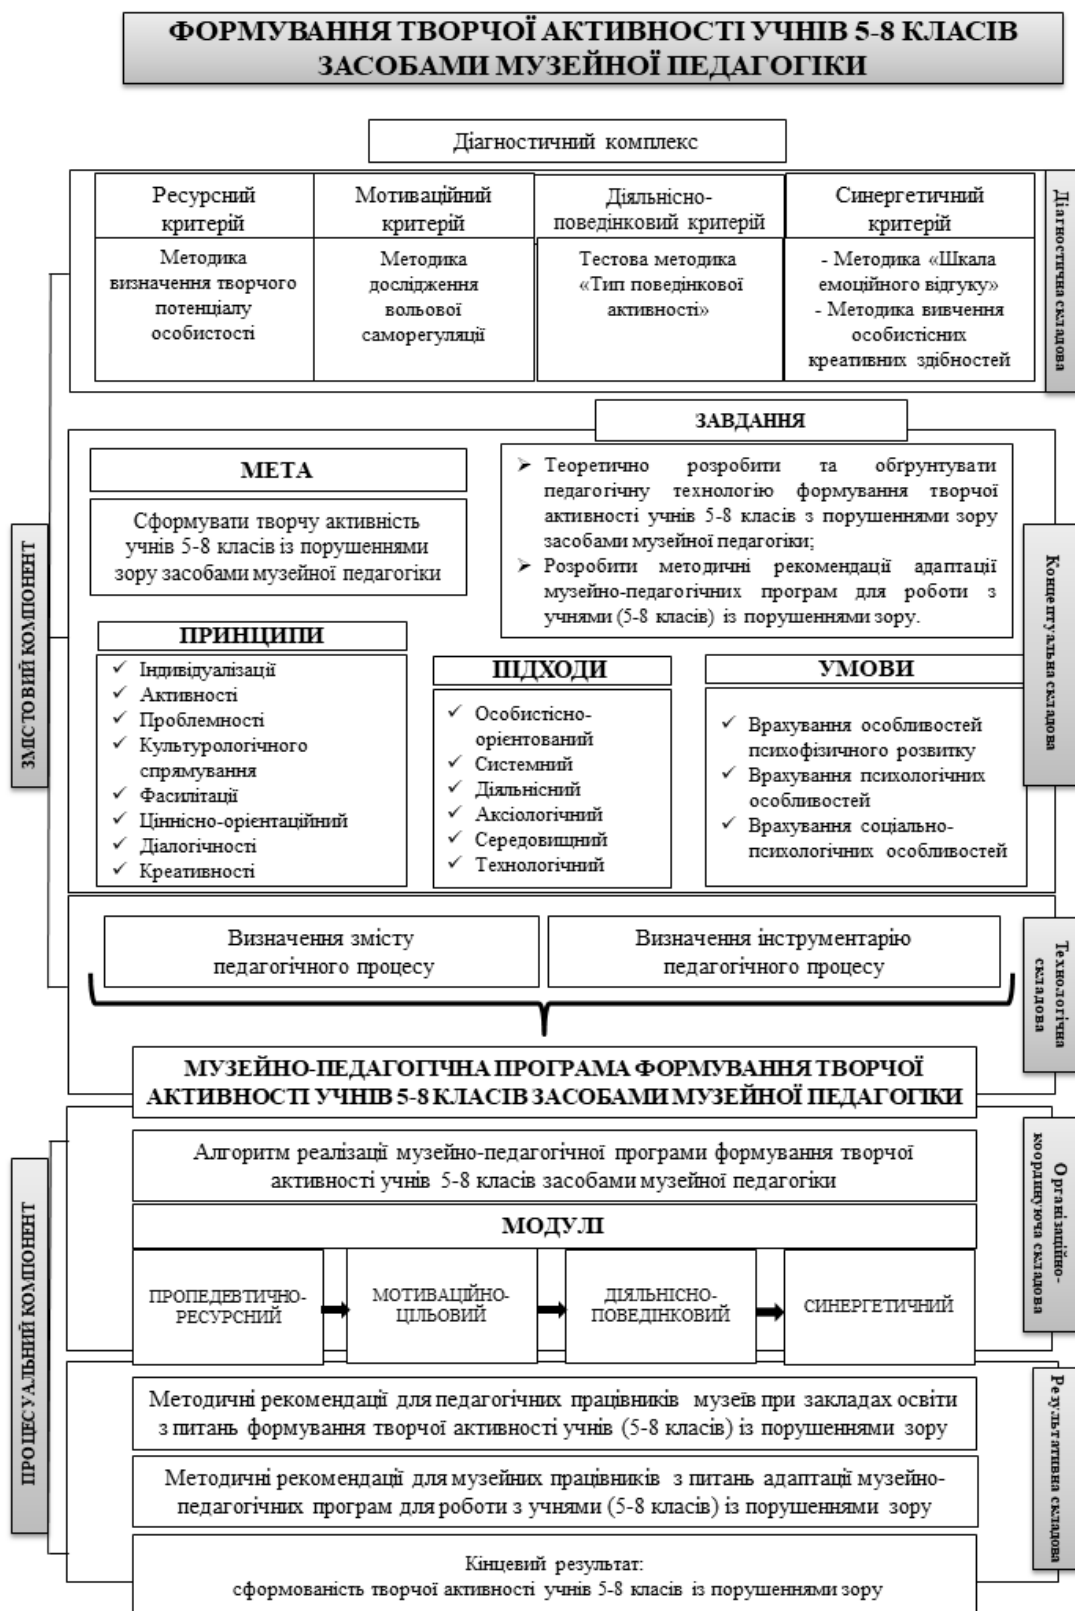 ФОРМУВАННЯ ТВОРЧОЇ АКТИВНОСТІ УЧНІВ 5-8 КЛАСІВ
ЗАСОБАМИ МУЗЕЙНОЇ ПЕДАГОГІКИ
Діагностичний комплекс
Ресурсний
критерій
Мотиваційний
критерій
Діяльнісно-
поведінковий критерій
Синергетичний
критерій
Методика
визначення творчого
потенціалу
особистості
Методика
дослідження
вольової
саморегуляції
Тестова методика
«Тип поведінкової
активності»
- Методика «Шкала
емоційного відгуку»
- Методика вивчення
особистісних
креативних здібностей
Діагностична складова
ЗМІСТОВИЙ КОМПОНЕНТ
МЕТА
Сформувати творчу активність
учнів 5-8 класів із порушеннями
зору засобами музейної педагогіки
ЗАВДАННЯ
➢ Теоретично розробити та обґрунтувати
педагогічну технологію формування творчої
активності учнів 5-8 класів з порушеннями зору
засобами музейної педагогіки;
➢ Розробити методичні рекомендації адаптації
музейно-педагогічних програм для роботи з
учнями (5-8 класів) із порушеннями зору.
ПРИНЦИПИ
✓ Індивідуалізації
✓ Активності
✓ Проблемності
✓ Культурологічного
спрямування
✓ Фасилітації
✓ Ціннісно-орієнтаційний
✓ Діалогічності
✓ Креативності
ПІДХОДИ
✓ Особистісно-
орієнтований
✓ Системний
✓ Діяльнісний
✓ Аксіологічний
✓ Середовищний
✓ Технологічний
УМОВИ
✓ Врахування особливостей
психофізичного розвитку
✓ Врахування психологічних
особливостей
✓ Врахування соціально-
психологічних особливостей
Концептуальна складова
Визначення змісту
педагогічного процесу
Визначення інструментарію
педагогічного процесу
Технологічна
складова
МУЗЕЙНО-ПЕДАГОГІЧНА ПРОГРАМА ФОРМУВАННЯ ТВОРЧОЇ
АКТИВНОСТІ УЧНІВ 5-8 КЛАСІВ ЗАСОБАМИ МУЗЕЙНОЇ ПЕДАГОГІКИ
ПРОЦЕСУАЛЬНИЙ КОМПОНЕНТ
Алгоритм реалізації музейно-педагогічної програми формування творчої
активності учнів 5-8 класів засобами музейної педагогіки
МОДУЛІ
ПРОПЕДЕВТИЧНО-
РЕСУРСНИЙ
МОТИВАЦІЙНО-
ЦІЛЬОВИЙ
ДІЯЛЬНІСНО-
ПОВЕДІНКОВИЙ
СИНЕРГЕТИЧНИЙ
Організаційно-
координуюча складова
Методичні рекомендації для педагогічних працівників музеїв при закладах освіти
з питань формування творчої активності учнів (5-8 класів) із порушеннями зору
Методичні рекомендації для музейних працівників з питань адаптації музейно-
педагогічних програм для роботи з учнями (5-8 класів) із порушеннями зору
Кінцевий результат:
сформованість творчої активності учнів 5-8 класів із порушеннями зору
Результативна складова